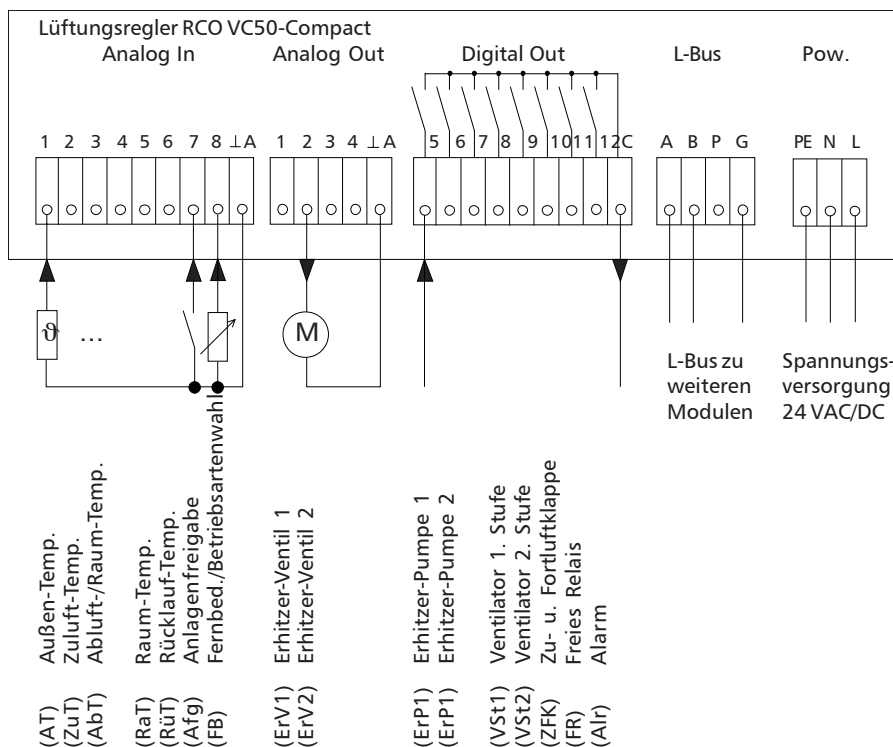 Lüftungsregler RCO VC50-Compact
Analog In
Analog Out
Digital Out
L-Bus
Pow.
1 2 3 4 5 6 7 8 ⊥A
1 2 3 4 ⊥A
5 6 7 8 9 10 11 12C
A B P G
PE N L
ϑ ...
M
L-Bus zu
weiteren
Modulen
Spannungs-
versorgung
24 VAC/DC
(AT) Außen-Temp.
(ZuT) Zuluft-Temp.
(AbT) Abluft-/Raum-Temp.
(RaT) Raum-Temp.
(RüT) Rücklauf-Temp.
(Afg) Anlagenfreigabe
(FB) Fernbed./Betriebsartenwahl
(ErV1) Erhitzer-Ventil 1
(ErV2) Erhitzer-Ventil 2
(ErP1) Erhitzer-Pumpe 1
(ErP1) Erhitzer-Pumpe 2
(VSt1) Ventilator 1. Stufe
(VSt2) Ventilator 2. Stufe
(ZFK) Zu- u. Fortluftklappe
(FR) Freies Relais
(Alr) Alarm